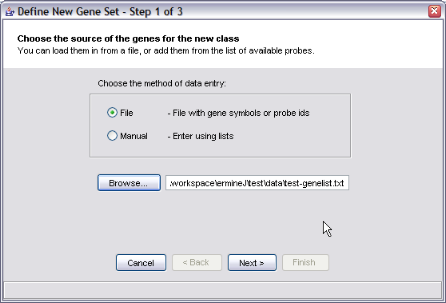 Define New Gene Set - Step 1 of 3
Choose the source of the genes for the new class
You can load them in from a file, or add them from the list of available probes.
Choose the method of data entry:
File - File with gene symbols or probe ids
Manual - Enter using lists
Browse... .workspace\ermineJ\test\data\test-genelist.txt
Cancel < Back Next > Finish